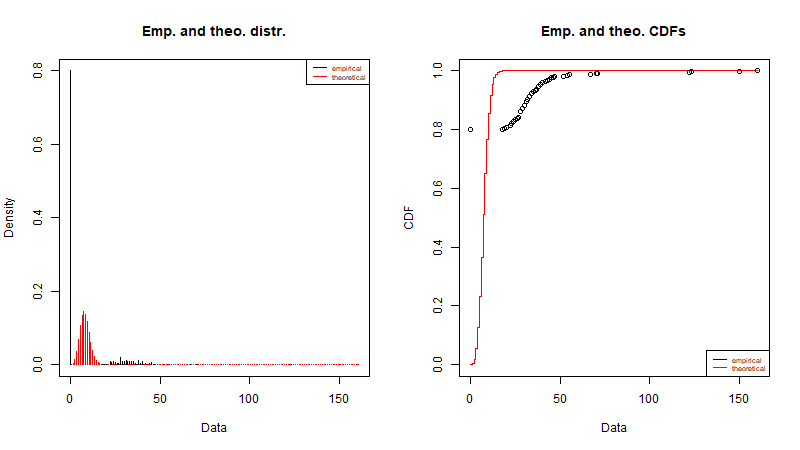 Emp. and theo. distr.
empirical
theoretical
Density
0.0 0.2 0.4 0.6 0.8
0 50 100 150
Data
Emp. and theo. CDFs
CDF
0.0 0.2 0.4 0.6 0.8 1.0
empirical
theoretical
0 50 100 150
Data